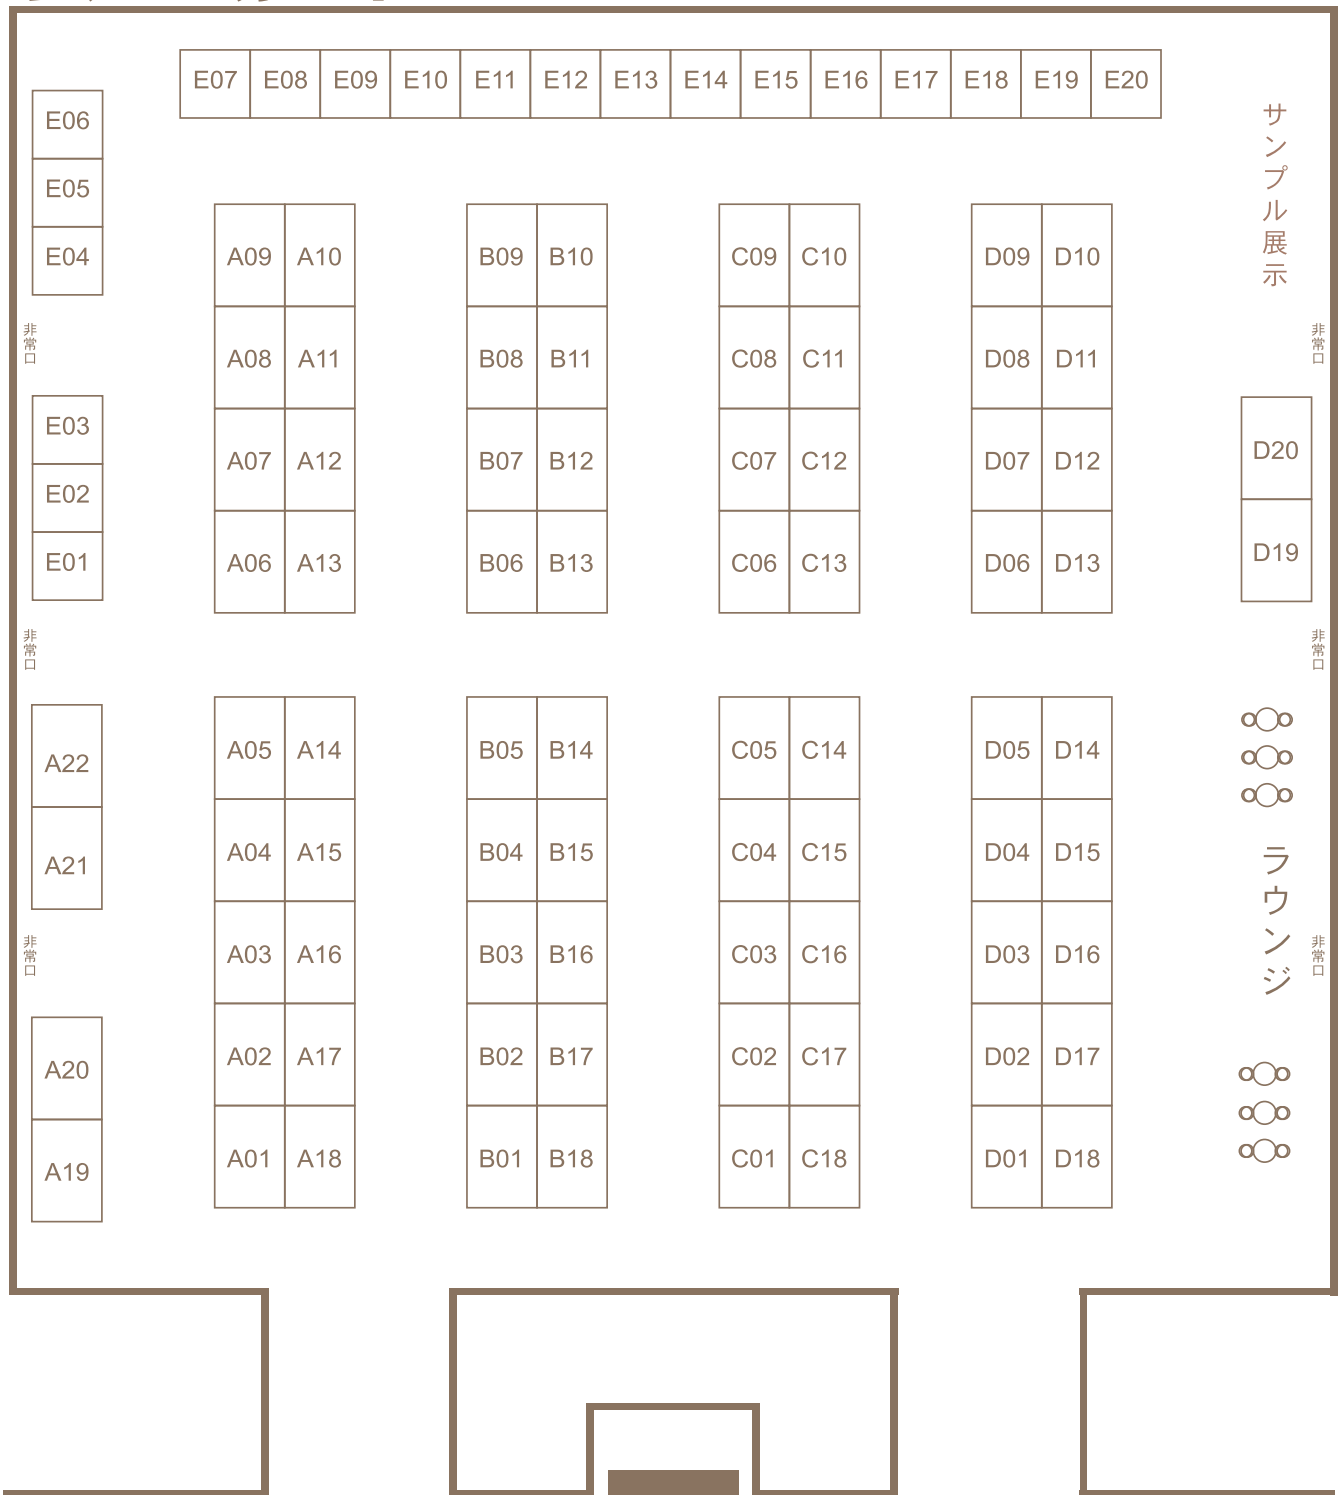 E07 E08 E09 E10 E11 E12 E13 E14 E15 E16 E17 E18 E19 E20
E06
E05
E04
サンプル展示
A09 A10 B09 B10 C09 C10 D09 D10
非常口
非常口
A08 A11 B08 B11 C08 C11 D08 D11
E03
E02
E01
A07 A12 B07 B12 C07 C12 D07 D12
D20
D19
A06 A13 B06 B13 C06 C13 D06 D13
非常口
非常口
A22
A21
A05 A14 B05 B14 C05 C14 D05 D14
A04 A15 B04 B15 C04 C15 D04 D15
ラウンジ
非常口
非常口
A03 A16 B03 B16 C03 C16 D03 D16
A20
A19
A02 A17 B02 B17 C02 C17 D02 D17
A01 A18 B01 B18 C01 C18 D01 D18